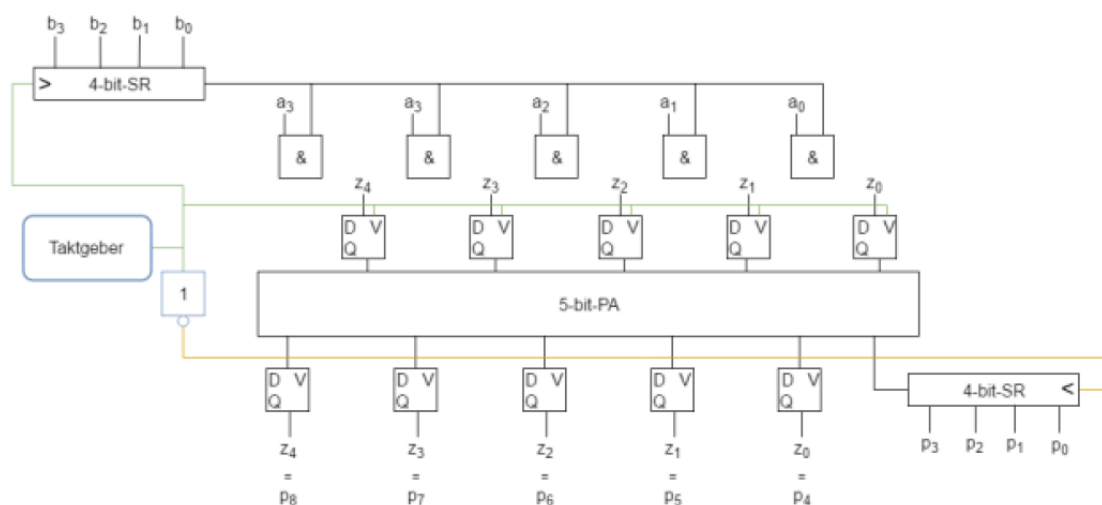 b₃ b₂ b₁ b₀
> 4-bit-SR
a₃ a₃ a₂ a₁ a₀
& & & & &
z₄ z₃ z₂ z₁ z₀
D V D V D V D V D V
Q Q Q Q Q
Taktgeber
1
5-bit-PA
D V D V D V D V D V
Q Q Q Q Q
4-bit-SR <
p₃ p₂ p₁ p₀
z₄ z₃ z₂ z₁ z₀
= = = = =
p₈ p₇ p₆ p₅ p₄